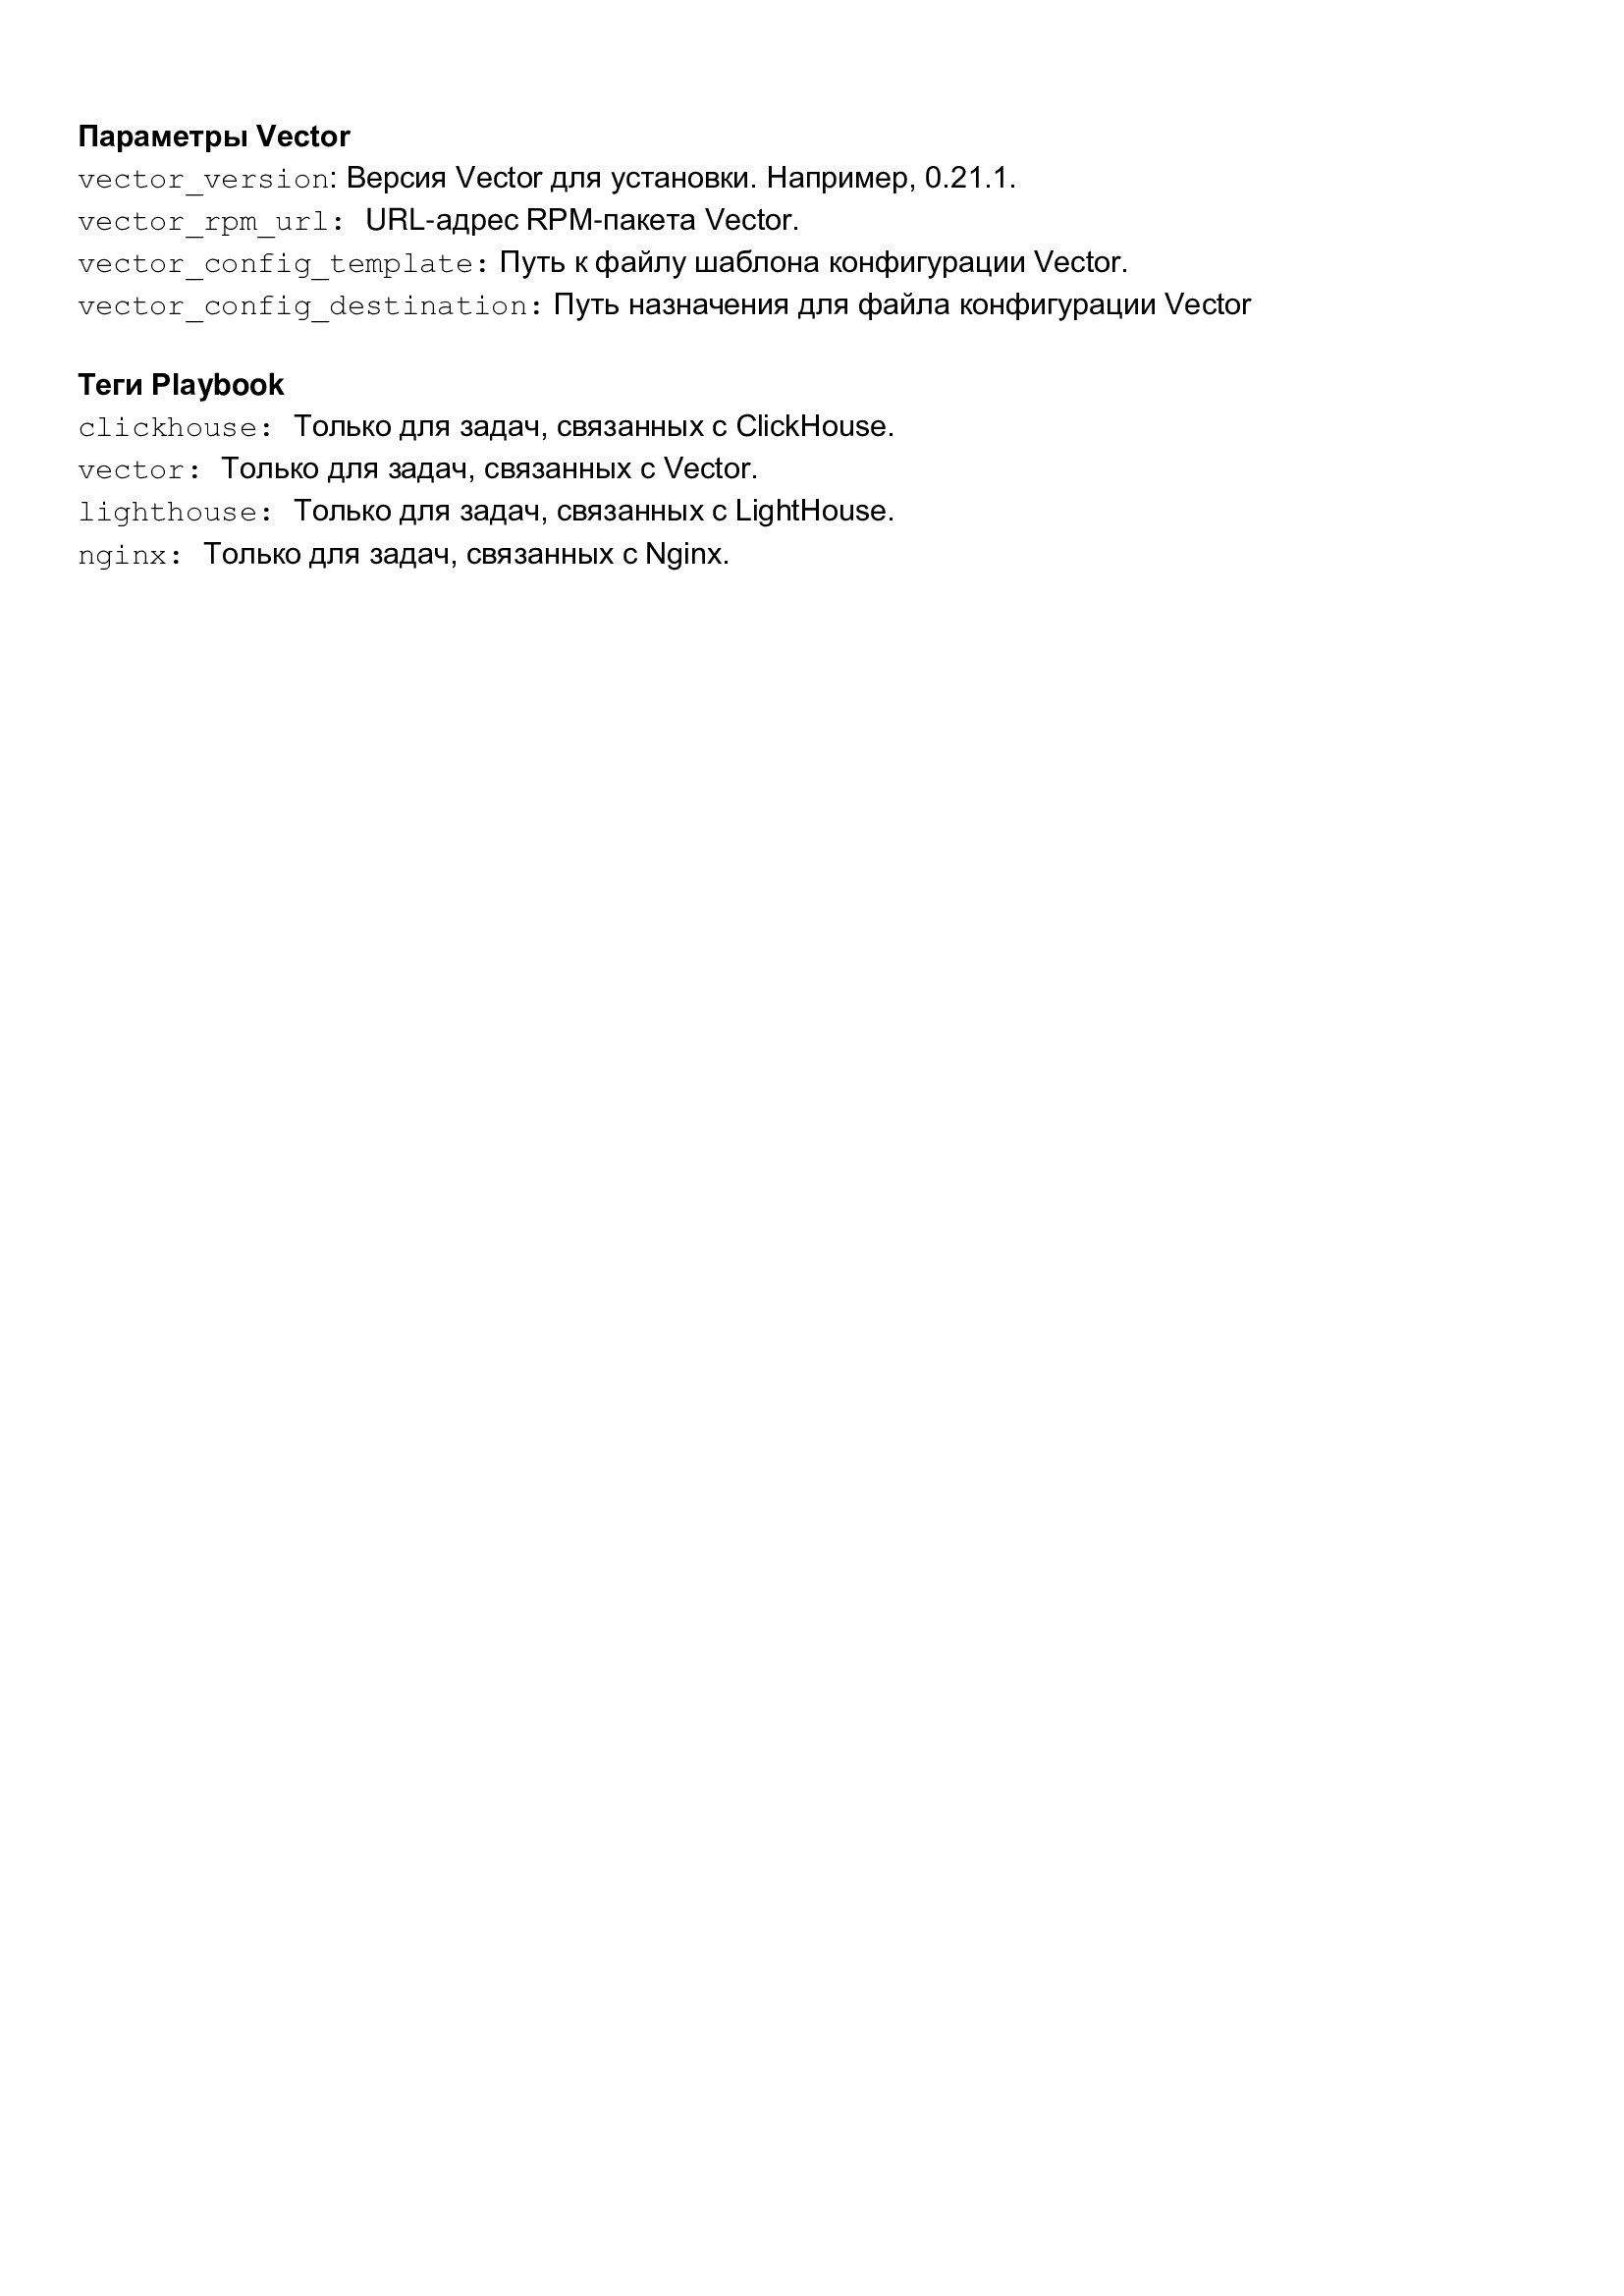 Параметры Vector
vector_version: Версия Vector для установки. Например, 0.21.1.
vector_rpm_url: URL-адрес RPM-пакета Vector.
vector_config_template: Путь к файлу шаблона конфигурации Vector.
vector_config_destination: Путь назначения для файла конфигурации Vector
Теги Playbook
clickhouse: Только для задач, связанных с ClickHouse.
vector: Только для задач, связанных с Vector.
lighthouse: Только для задач, связанных с LightHouse.
nginx: Только для задач, связанных с Nginx.